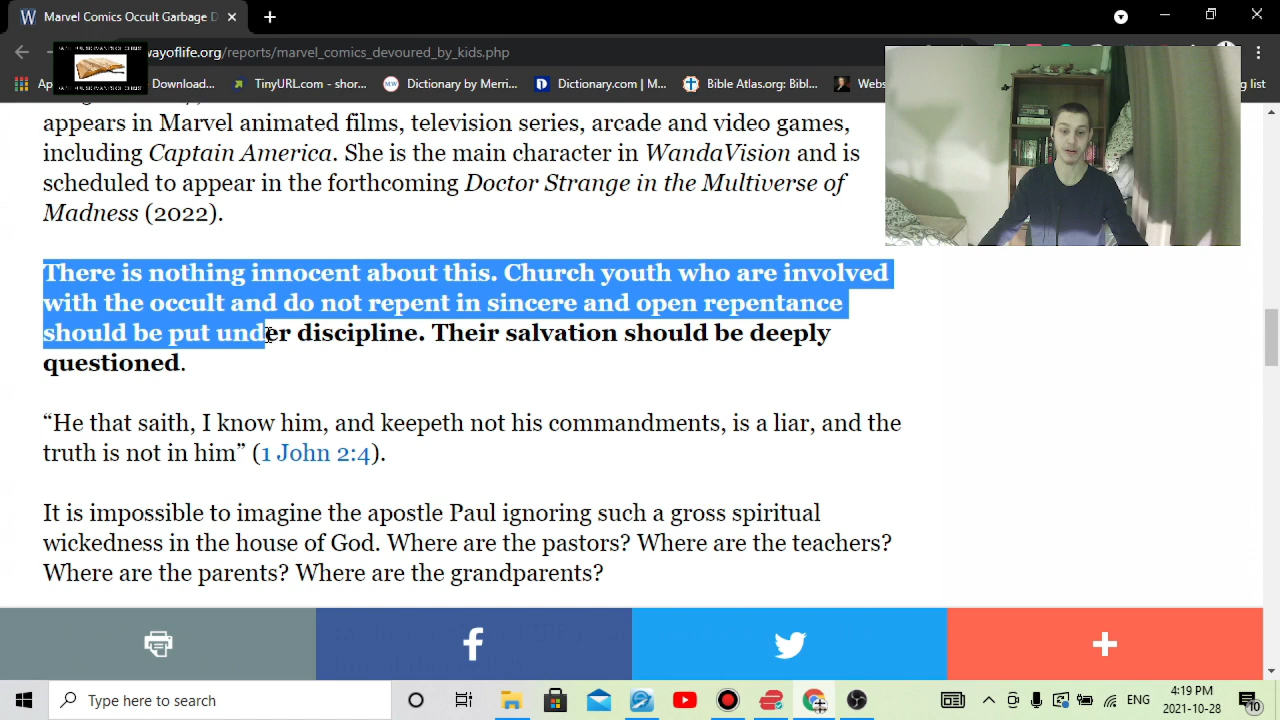 Marvel Comics Occult Garbage D
wayoflife.org/reports/marvel_comics_devoured_by_kids.php
Ap
Download...
TinyURL.com - shor...
Dictionary by Merri...
Dictionary.com | M...
Bible Atlas.org: Bibl...
Webs
g list
appears in Marvel animated films, television series, arcade and video games,
including Captain America. She is the main character in WandaVision and is
scheduled to appear in the forthcoming Doctor Strange in the Multiverse of
Madness (2022).
There is nothing innocent about this. Church youth who are involved
with the occult and do not repent in sincere and open repentance
should be put under discipline. Their salvation should be deeply
questioned.
“He that saith, I know him, and keepeth not his commandments, is a liar, and the
truth is not in him” (1 John 2:4).
It is impossible to imagine the apostle Paul ignoring such a gross spiritual
wickedness in the house of God. Where are the pastors? Where are the teachers?
Where are the parents? Where are the grandparents?
Type here to search
ENG
4:19 PM
2021-10-28
10